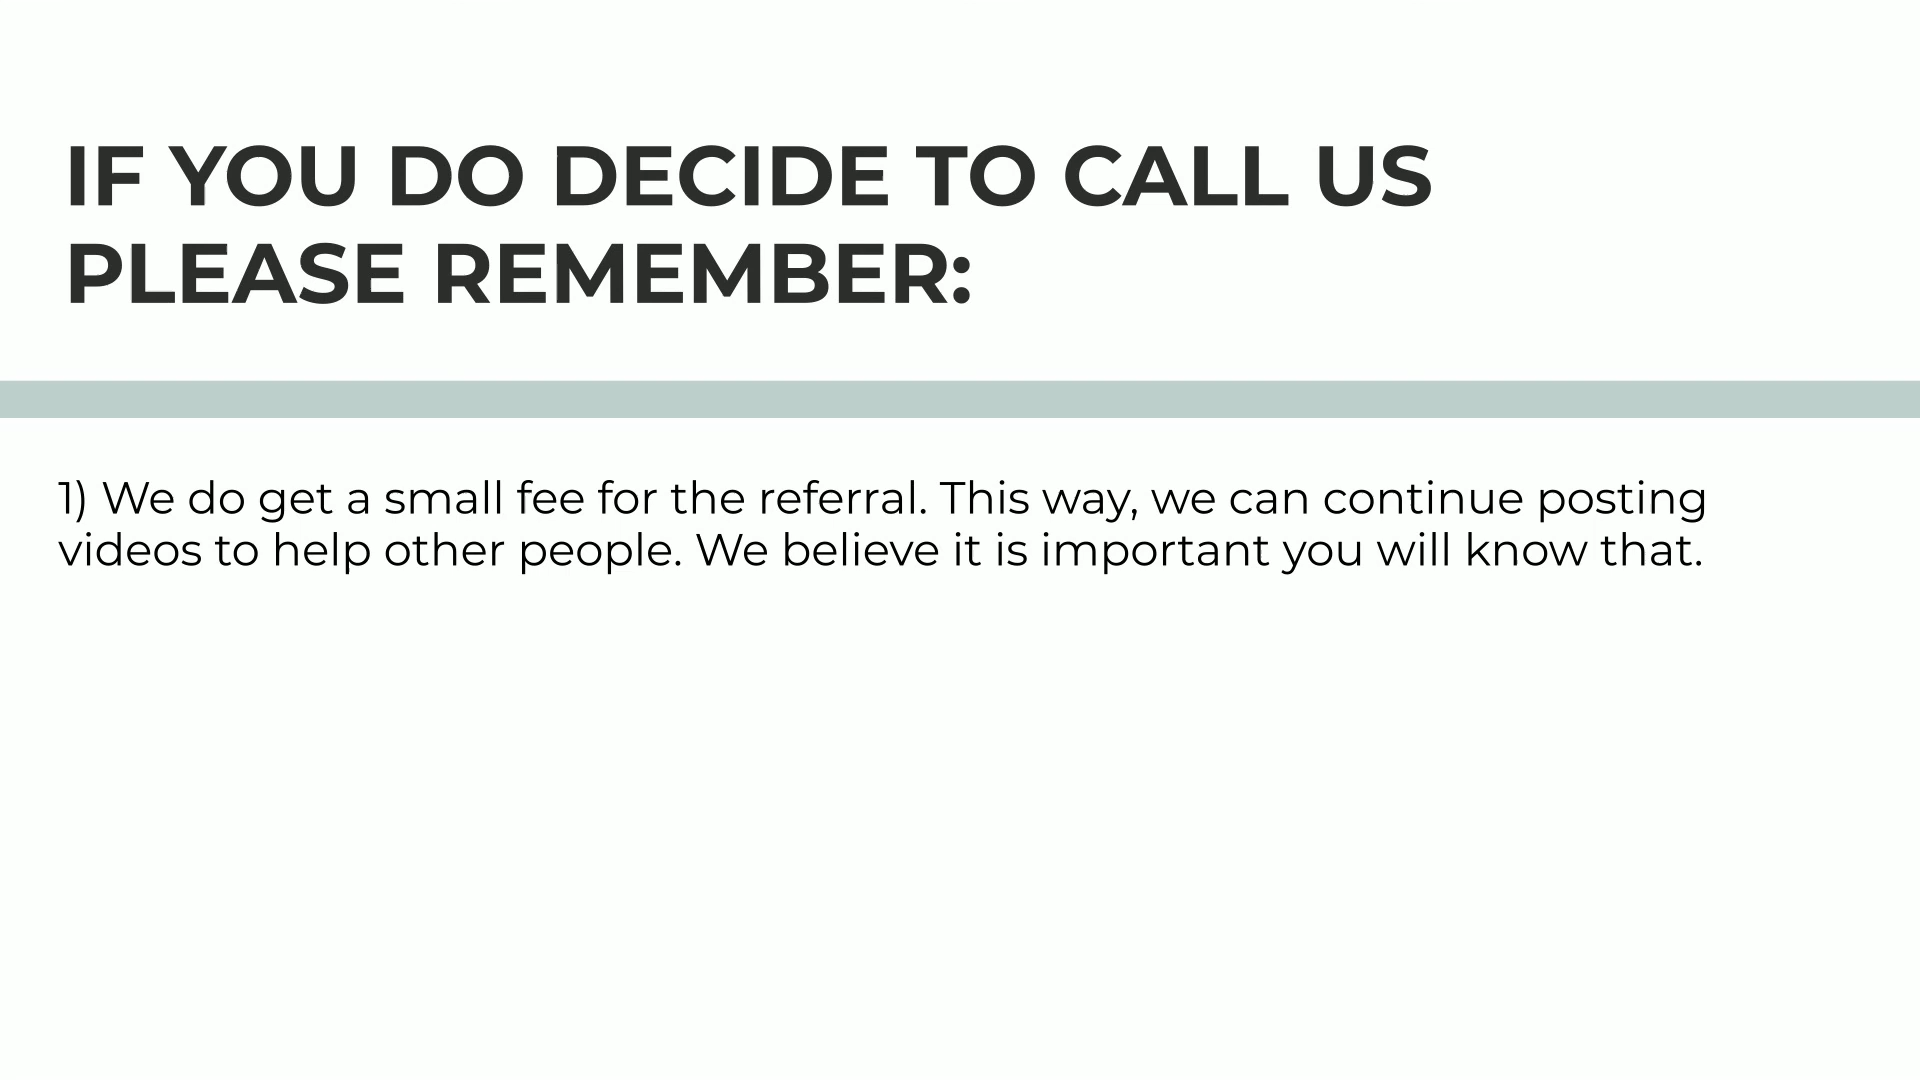 IF YOU DO DECIDE TO CALL US
PLEASE REMEMBER:
1) We do get a small fee for the referral. This way, we can continue posting
videos to help other people. We believe it is important you will know that.